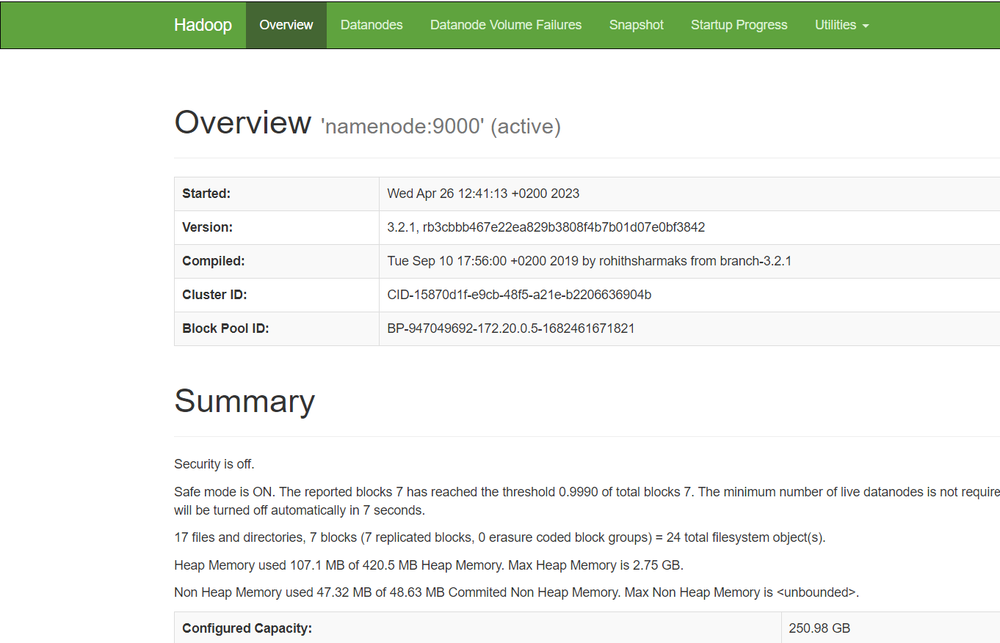 Hadoop Overview Datanodes Datanode Volume Failures Snapshot Startup Progress Utilities
Overview 'namenode:9000' (active)
Started: Wed Apr 26 12:41:13 +0200 2023
Version: 3.2.1, rb3cbbb467e22ea829b3808f4b7b01d07e0bf3842
Compiled: Tue Sep 10 17:56:00 +0200 2019 by rohithsharmaks from branch-3.2.1
Cluster ID: CID-15870d1f-e9cb-48f5-a21e-b2206636904b
Block Pool ID: BP-947049692-172.20.0.5-1682461671821
Summary
Security is off.
Safe mode is ON. The reported blocks 7 has reached the threshold 0.9990 of total blocks 7. The minimum number of live datanodes is not require
will be turned off automatically in 7 seconds.
17 files and directories, 7 blocks (7 replicated blocks, 0 erasure coded block groups) = 24 total filesystem object(s).
Heap Memory used 107.1 MB of 420.5 MB Heap Memory. Max Heap Memory is 2.75 GB.
Non Heap Memory used 47.32 MB of 48.63 MB Commited Non Heap Memory. Max Non Heap Memory is <unbounded>.
Configured Capacity: 250.98 GB